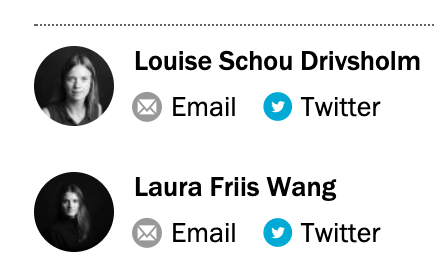 Louise Schou Drivsholm
Email Twitter
Laura Friis Wang
Email Twitter